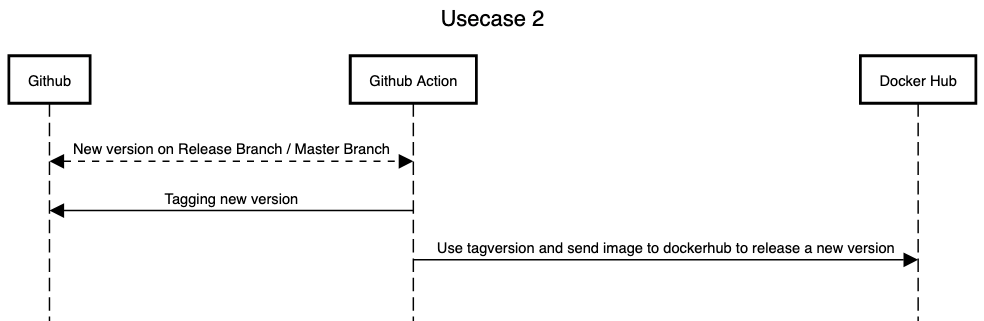 Usecase 2
Github
Github Action
Docker Hub
New version on Release Branch / Master Branch
Tagging new version
Use tagversion and send image to dockerhub to release a new version